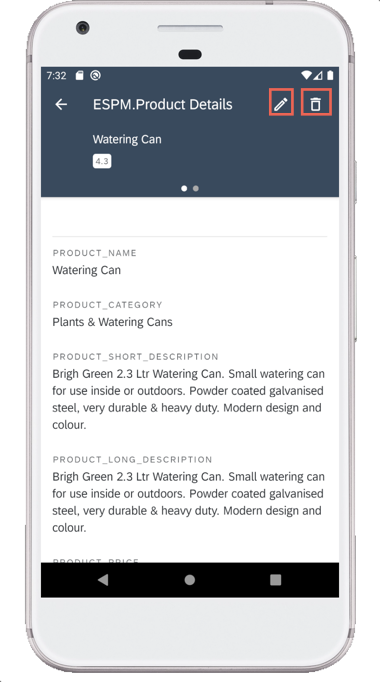 7:32
ESPM.Product Details
Watering Can
4.3
PRODUCT_NAME
Watering Can
PRODUCT_CATEGORY
Plants & Watering Cans
PRODUCT_SHORT_DESCRIPTION
Brigh Green 2.3 Ltr Watering Can. Small watering can
for use inside or outdoors. Powder coated galvanised
steel, very durable & heavy duty. Modern design and
colour.
PRODUCT_LONG_DESCRIPTION
Brigh Green 2.3 Ltr Watering Can. Small watering can
for use inside or outdoors. Powder coated galvanised
steel, very durable & heavy duty. Modern design and
colour.
PRODUCT_PRICE